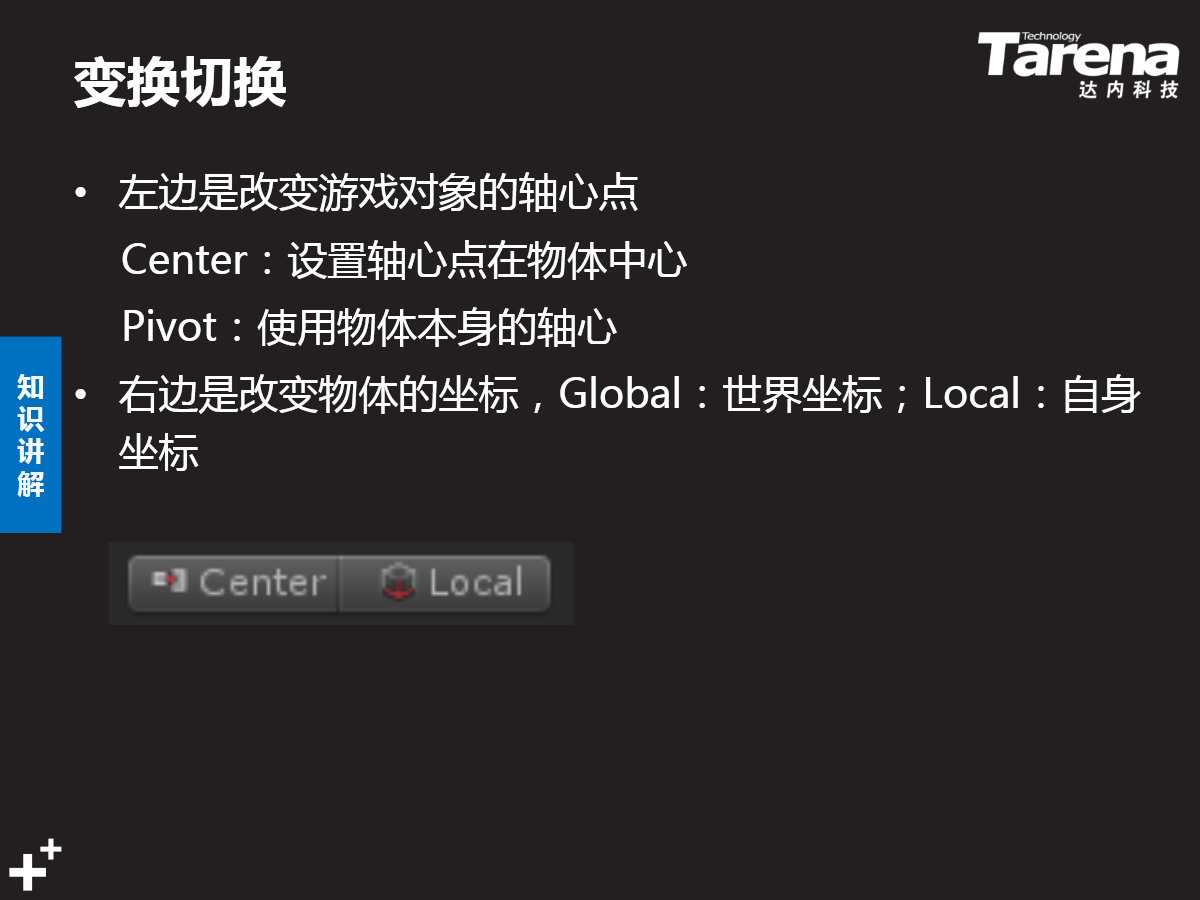 变换切换
Technology
Tarena
达内科技
• 左边是改变游戏对象的轴心点
Center：设置轴心点在物体中心
Pivot：使用物体本身的轴心
• 右边是改变物体的坐标，Global：世界坐标；Local：自身
坐标
知
识
讲
解
Center
Local